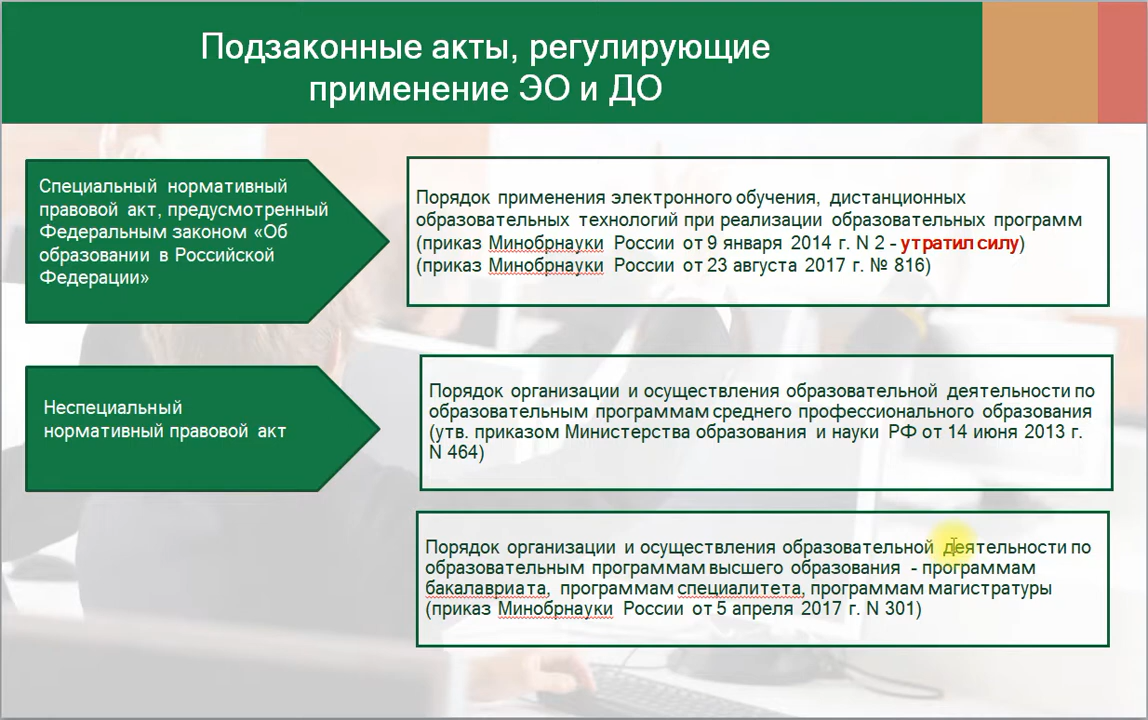 Подзаконные акты, регулирующие
применение ЭО и ДО
Специальный нормативный
правовой акт, предусмотренный
Федеральным законом «Об
образовании в Российской
Федерации»
Порядок применения электронного обучения, дистанционных
образовательных технологий при реализации образовательных программ
(приказ Минобрнауки России от 9 января 2014 г. N 2 - утратил силу)
(приказ Минобрнауки России от 23 августа 2017 г. № 816)
Неспециальный
нормативный правовой акт
Порядок организации и осуществления образовательной деятельности по
образовательным программам среднего профессионального образования
(утв. приказом Министерства образования и науки РФ от 14 июня 2013 г.
N 464)
Порядок организации и осуществления образовательной деятельности по
образовательным программам высшего образования - программам
бакалавриата, программам специалитета, программам магистратуры
(приказ Минобрнауки России от 5 апреля 2017 г. N 301)